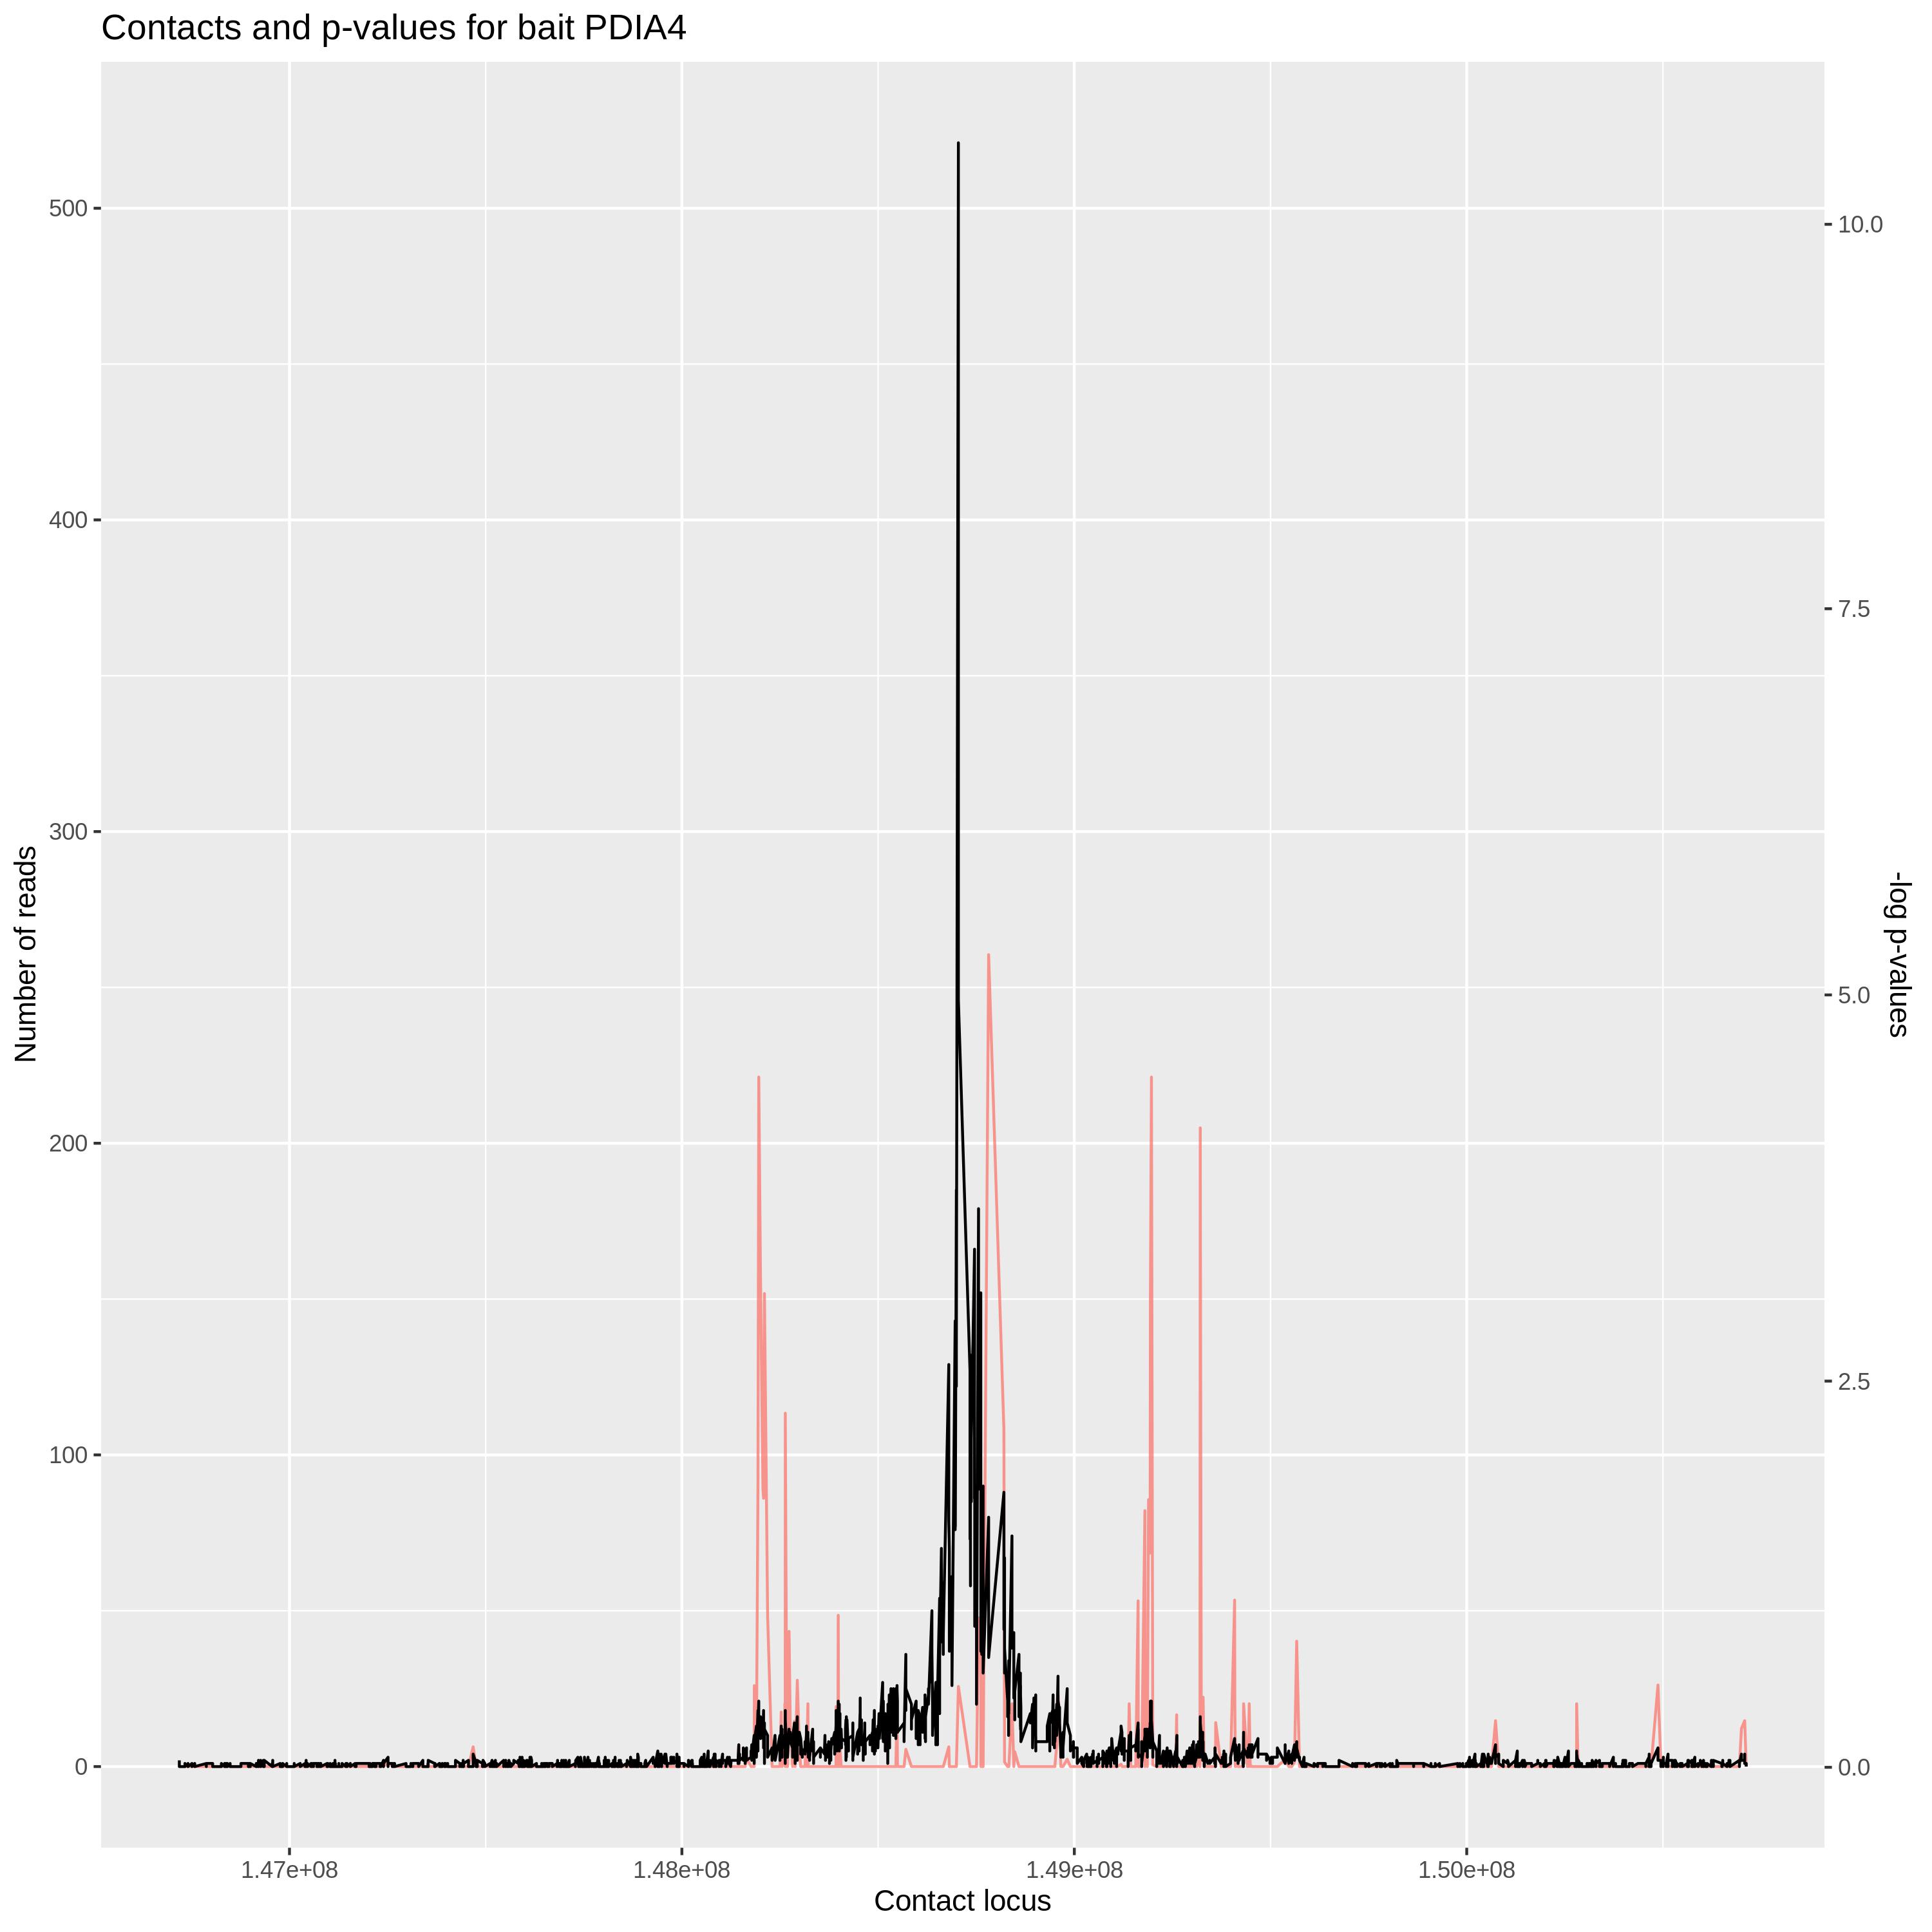 Contacts and p-values for bait PDIA4
500
400
300
200
100
0
Number of reads
10.0
7.5
5.0
2.5
0.0
-log p-values
1.47e+08
1.48e+08
1.49e+08
1.50e+08
Contact locus